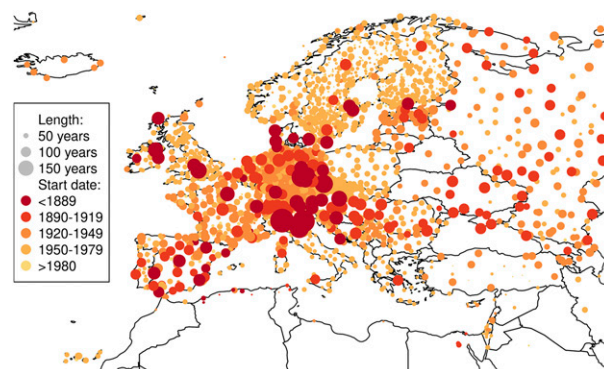 Length:
50 years
100 years
150 years
Start date:
<1889
1890-1919
1920-1949
1950-1979
>1980